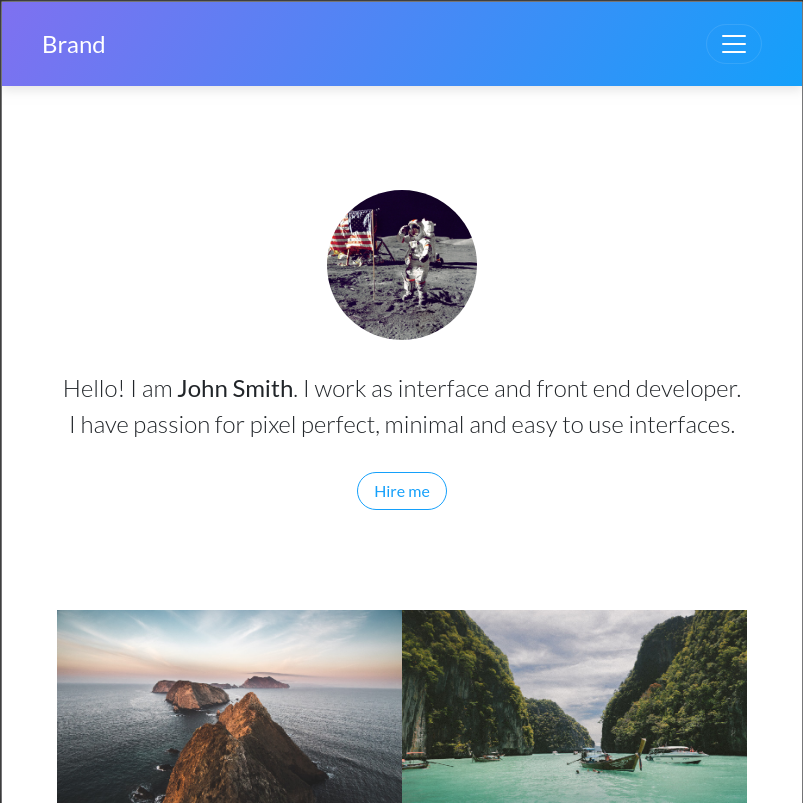 Brand
Hello! I am John Smith. I work as interface and front end developer.
I have passion for pixel perfect, minimal and easy to use interfaces.
Hire me